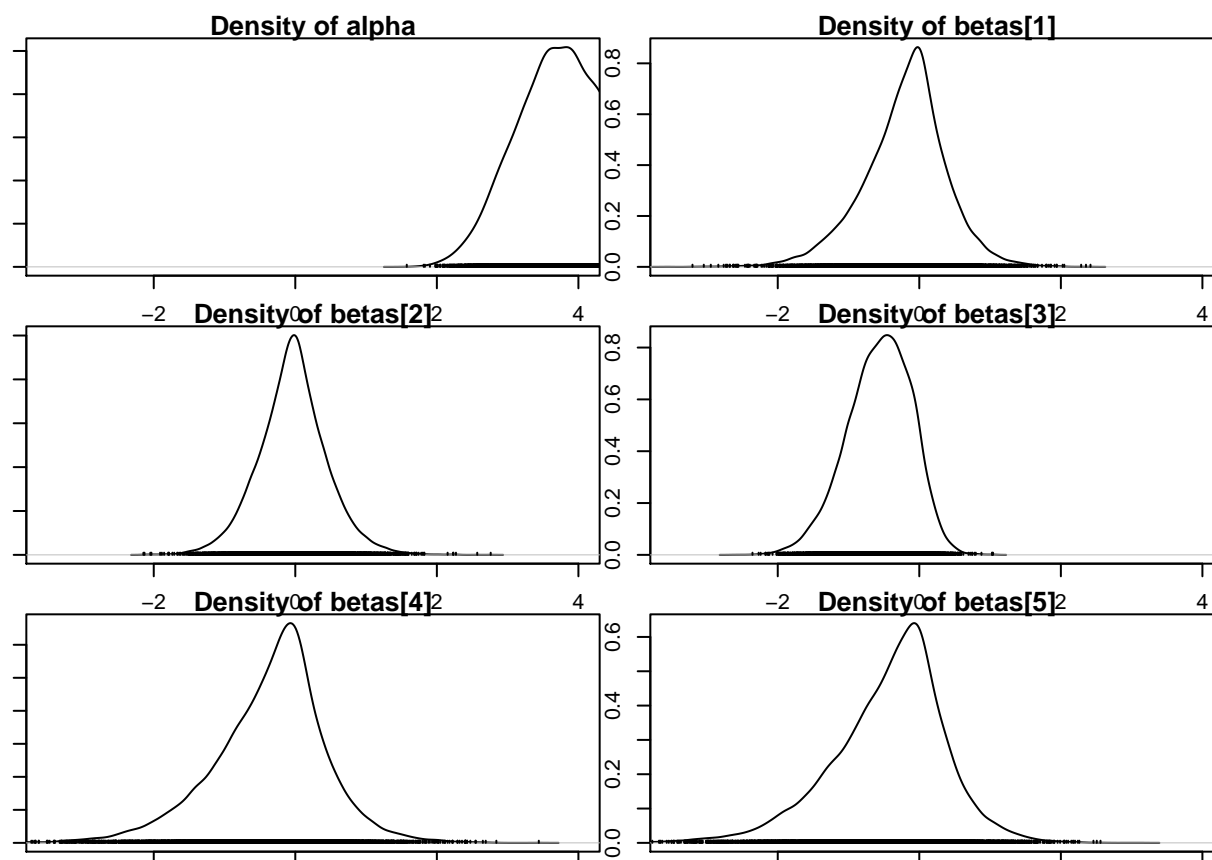 Density of alpha
Density of betas[1]
0.0 0.2 0.4 0.6 0.8
−2 0 2 4
−2 0 2 4
Density of betas[2]
Density of betas[3]
0.0 0.2 0.4 0.6 0.8
−2 0 2 4
−2 0 2 4
Density of betas[4]
Density of betas[5]
0.0 0.2 0.4 0.6